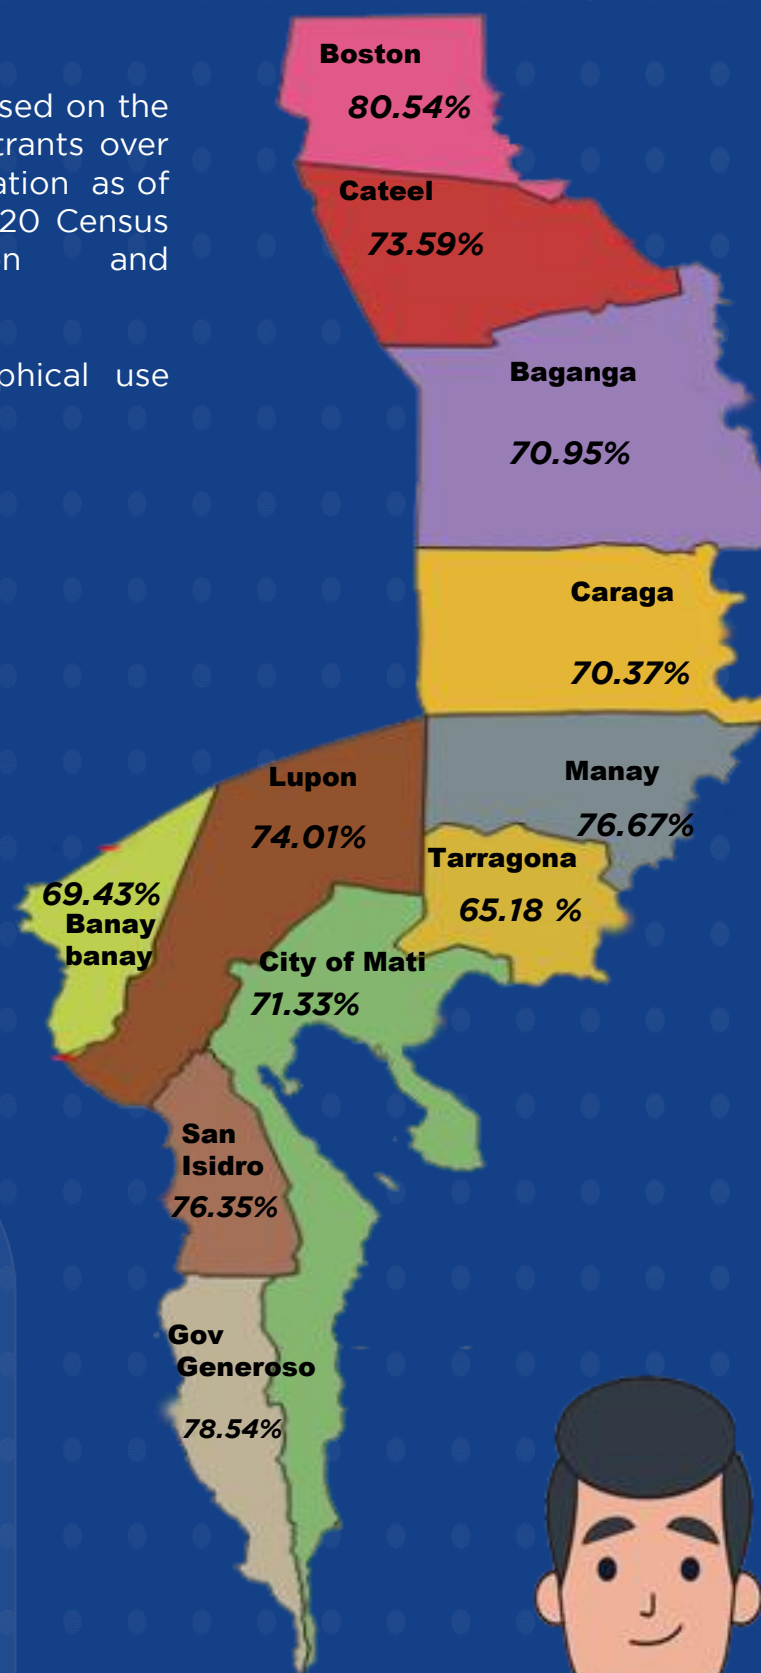 sed on the
trants over
ation as of
20 Census
n and
phical use
Boston
80.54%
Cateel
73.59%
Baganga
70.95%
Caraga
70.37%
Lupon
74.01%
Manay
76.67%
Tarragona
65.18 %
69.43%
Banay
banay
City of Mati
71.33%
San
Isidro
76.35%
Gov
Generoso
78.54%